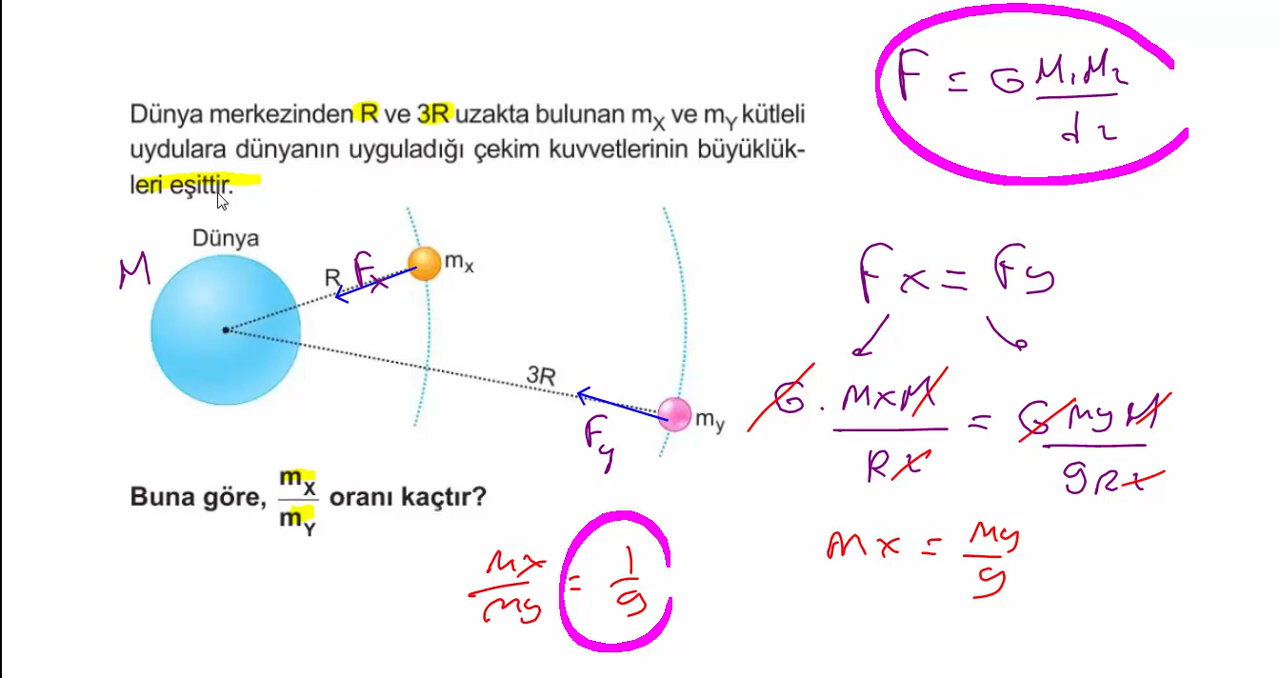 F = G M₁M₂ / d²
Dünya merkezinden R ve 3R uzakta bulunan mX ve mY kütleli
uydulara dünyanın uyguladığı çekim kuvvetlerinin büyüklük-
leri eşittir.
Dünya
M
R
Fx
mX
Fx = Fy
3R
Fy
mY
G . MxM / R² = G My M / 9R²
Buna göre, mX / mY oranı kaçtır?
Mx = My / 9
Mx / My = 1 / 9